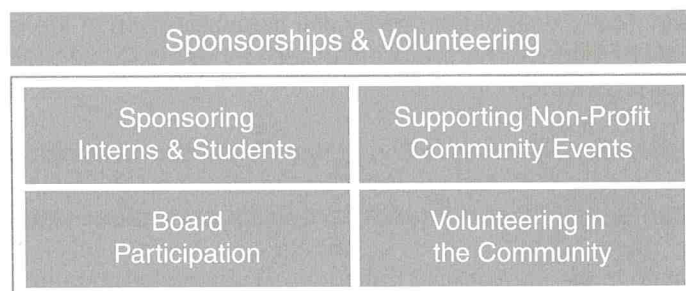 Sponsorships & Volunteering
Sponsoring
Interns & Students
Supporting Non-Profit
Community Events
Board
Participation
Volunteering in
the Community